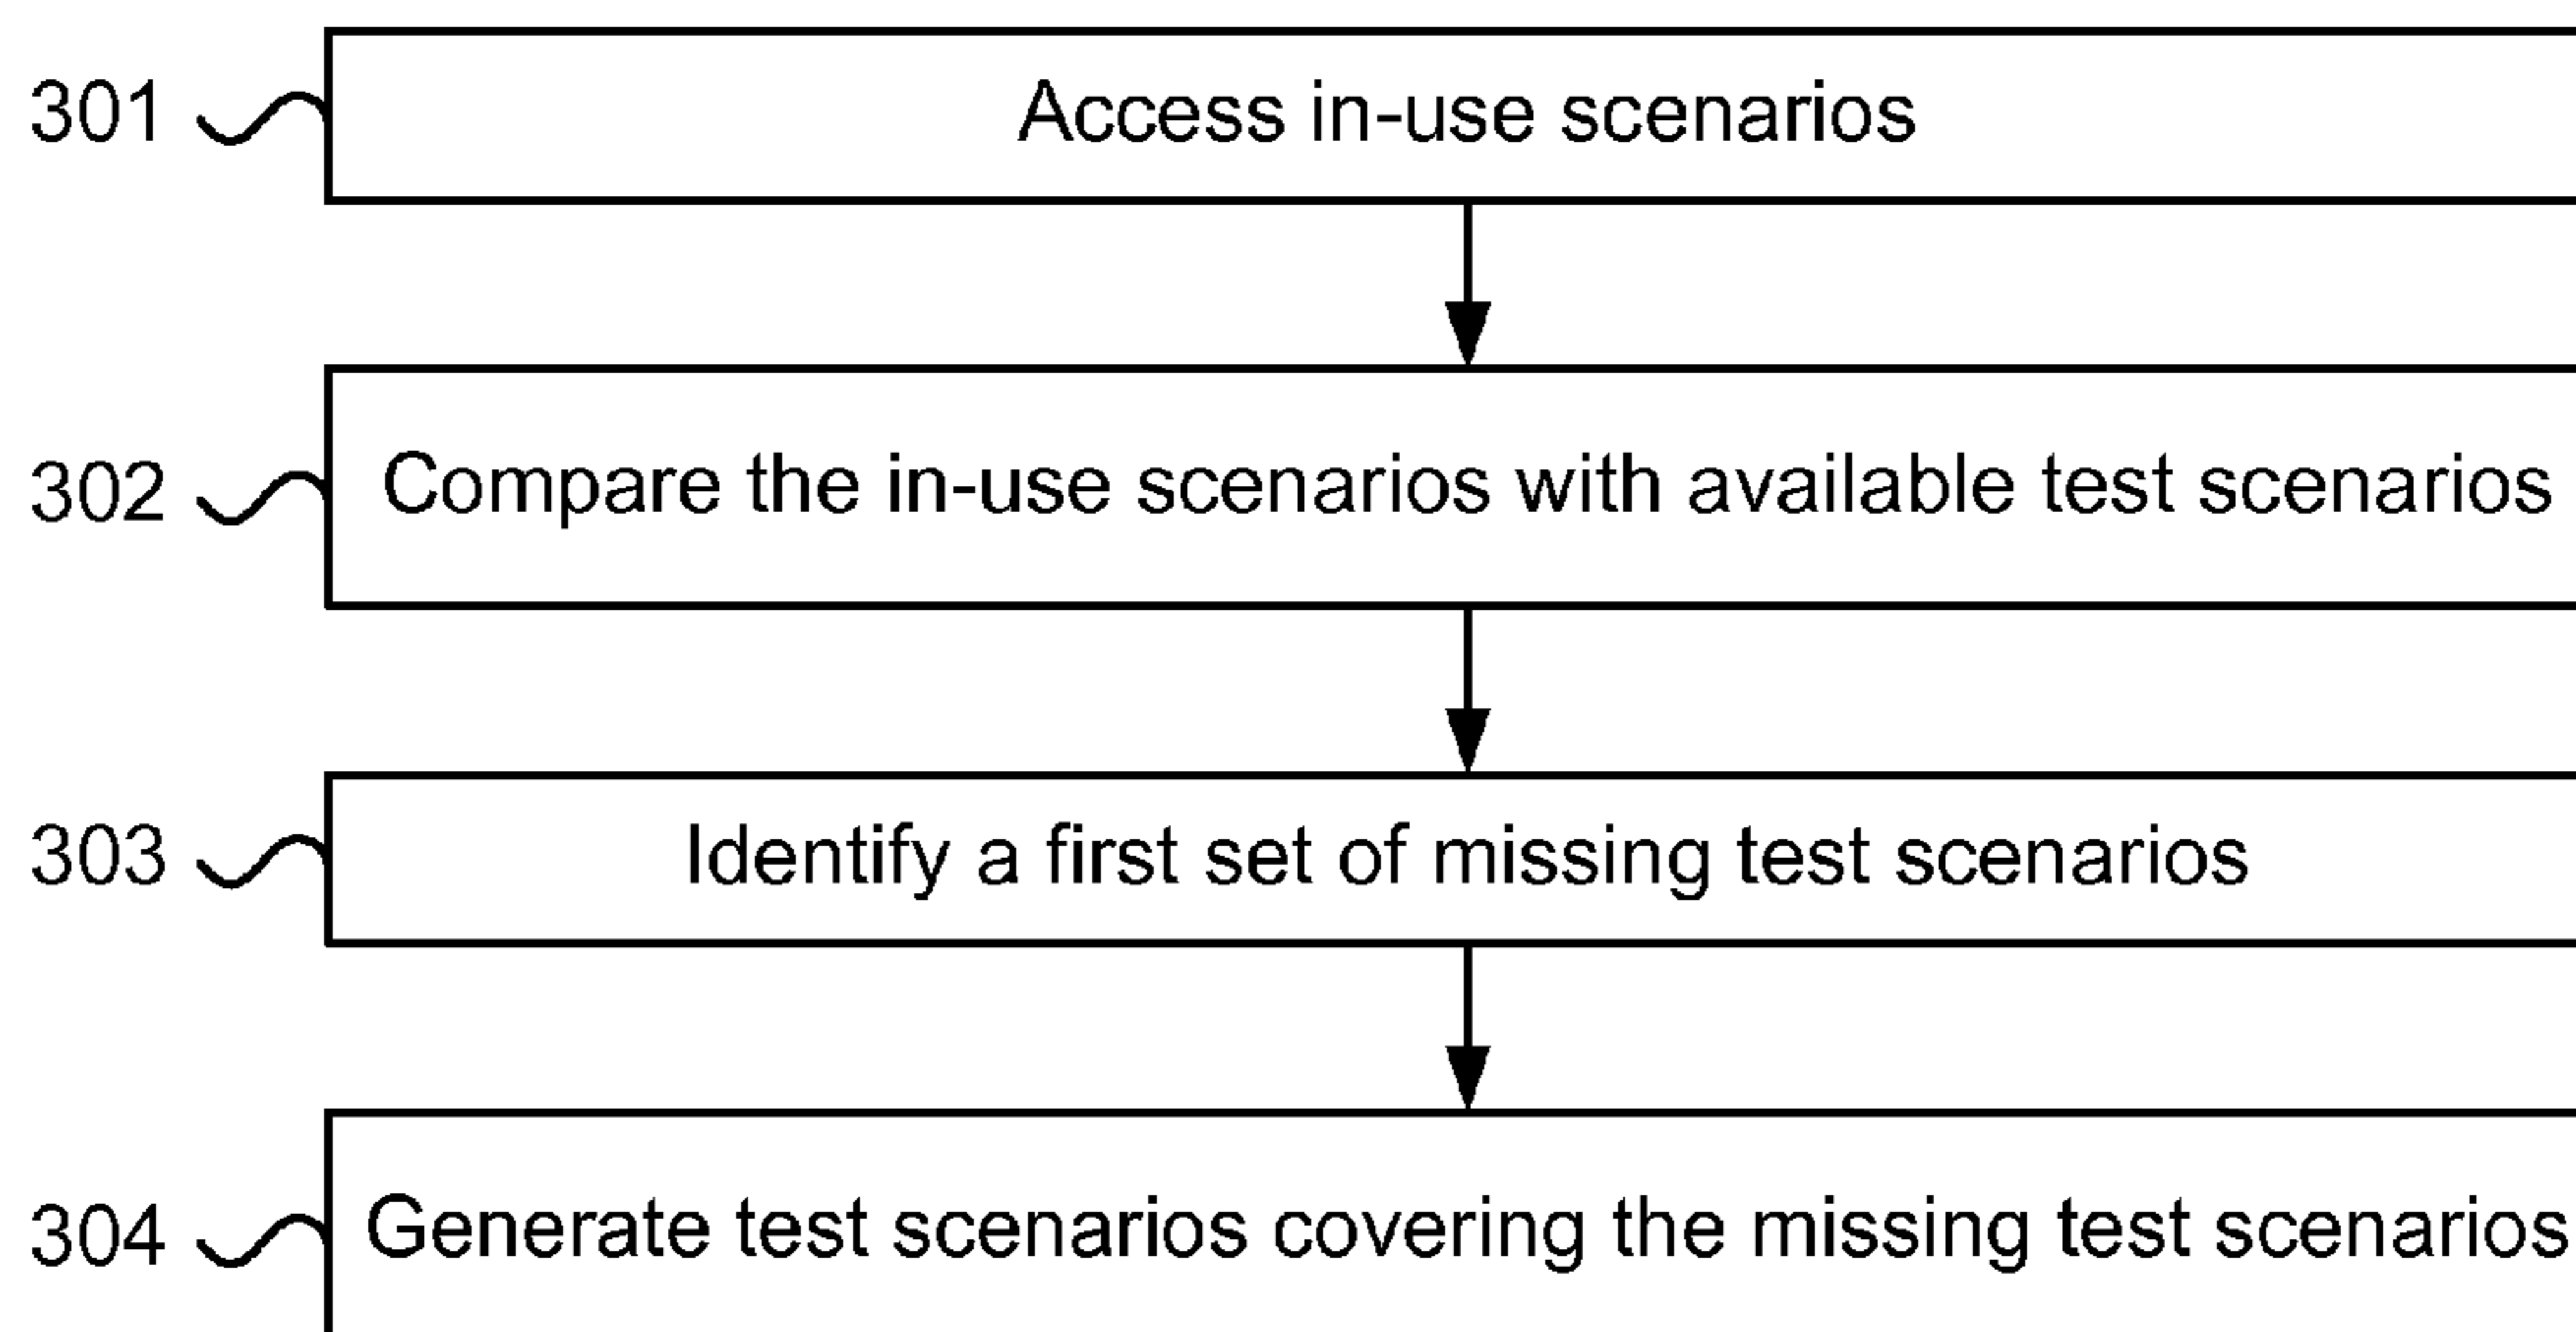 301 Access in-use scenarios
302 Compare the in-use scenarios with available test scenarios
303 Identify a first set of missing test scenarios
304 Generate test scenarios covering the missing test scenarios